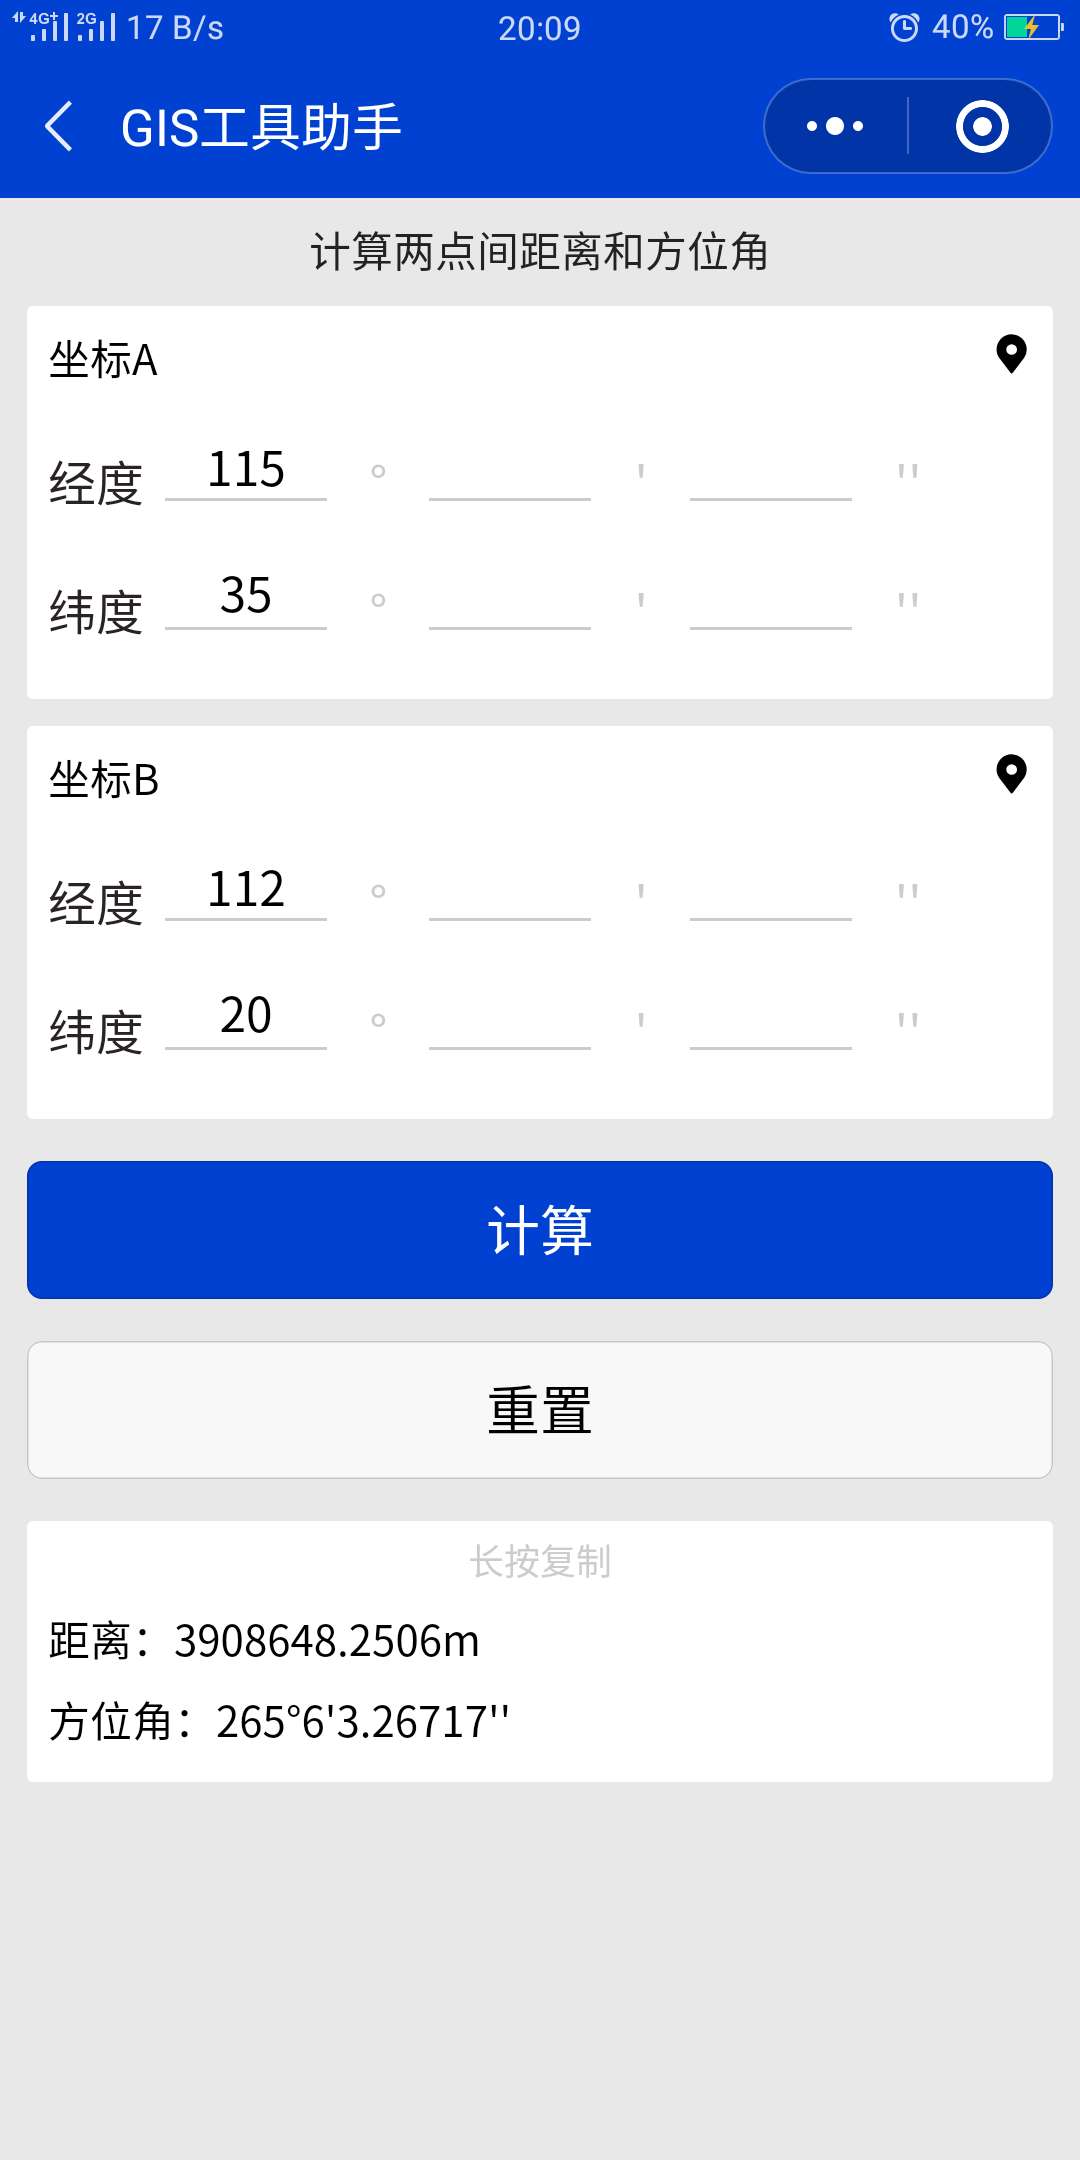 4G+ 2G 17 B/s 20:09 40%
GIS工具助手
计算两点间距离和方位角
坐标A
经度 115 ° ' ''
纬度 35 ° ' ''
坐标B
经度 112 ° ' ''
纬度 20 ° ' ''
计算
重置
长按复制
距离：3908648.2506m
方位角：265°6'3.26717''